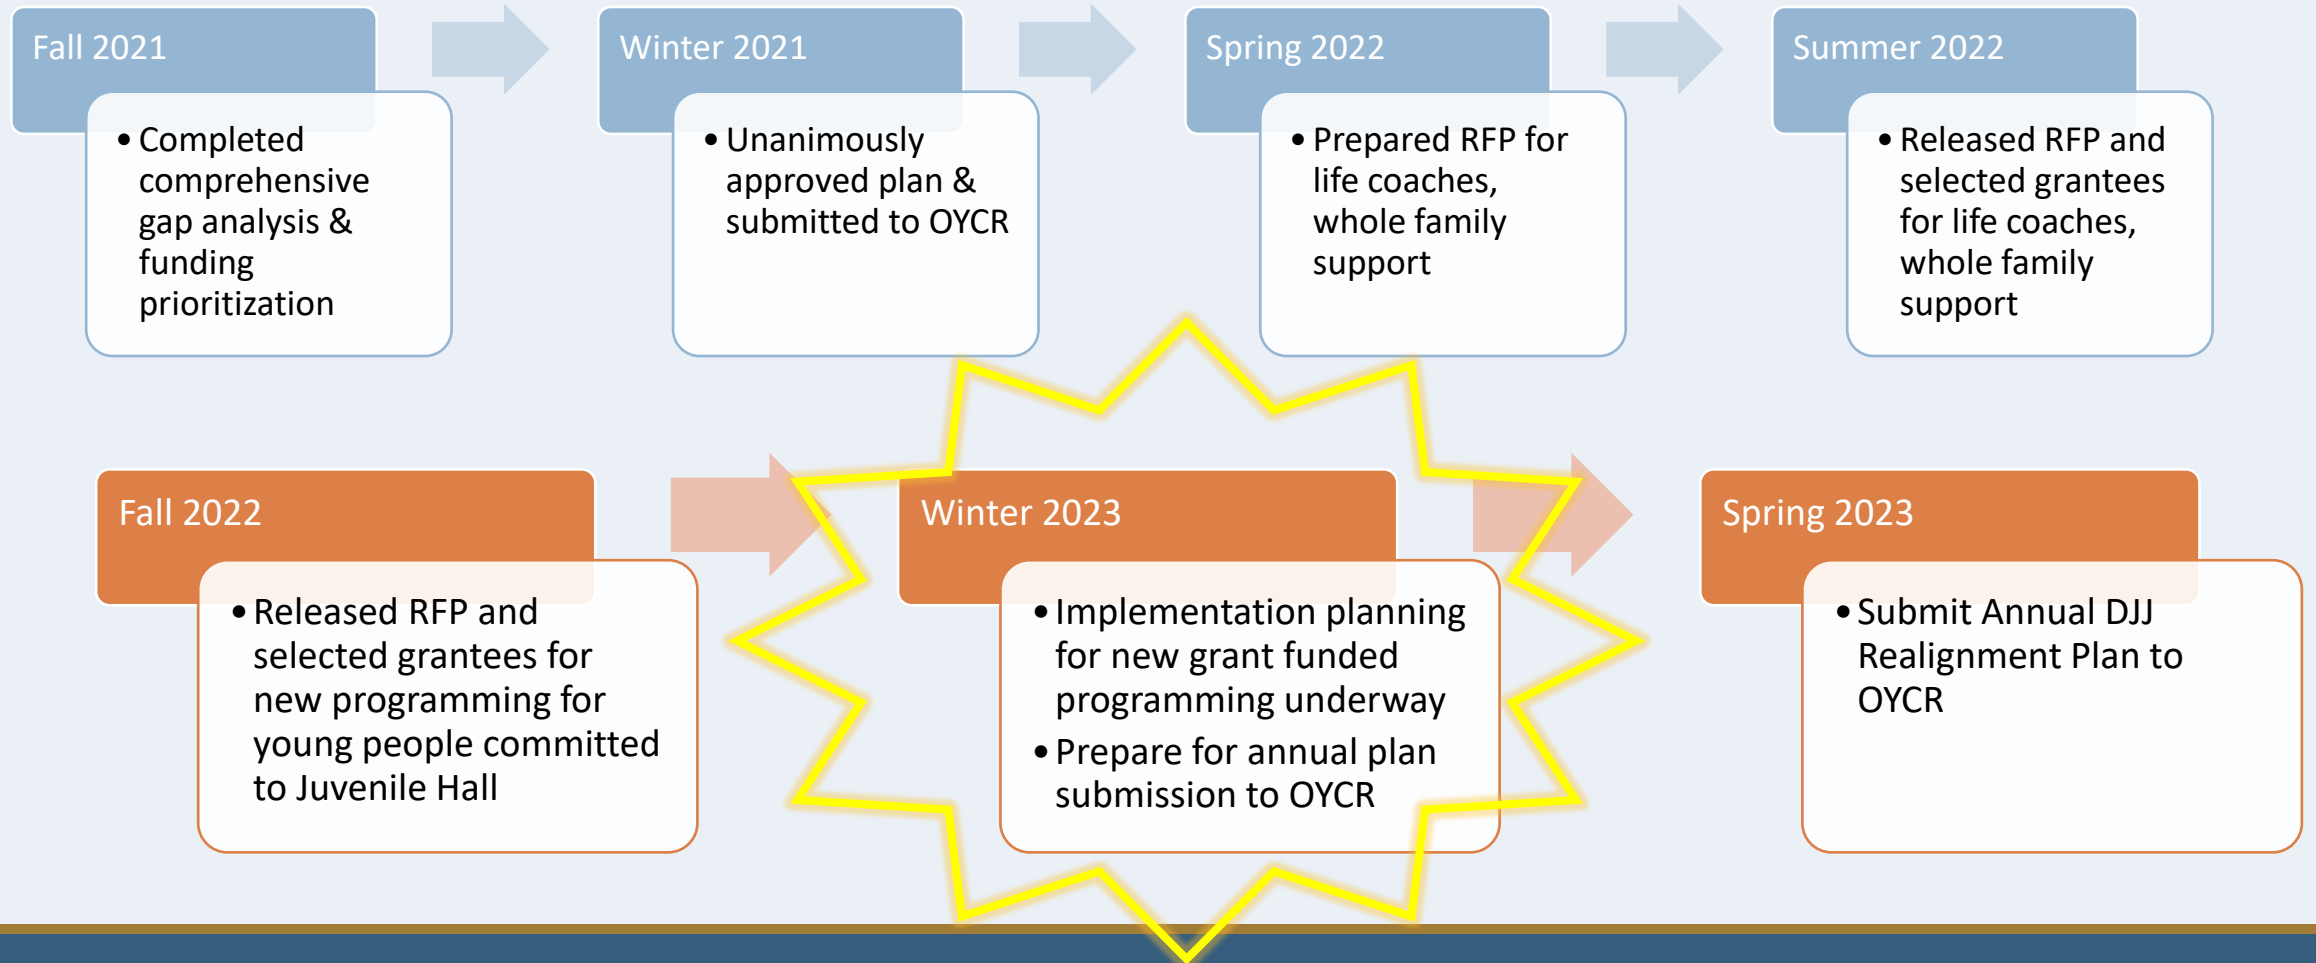 Fall 2021
• Completed
comprehensive
gap analysis &
funding
prioritization
Winter 2021
• Unanimously
approved plan &
submitted to OYCR
Spring 2022
• Prepared RFP for
life coaches,
whole family
support
Summer 2022
• Released RFP and
selected grantees
for life coaches,
whole family
support
Fall 2022
• Released RFP and
selected grantees for
new programming for
young people committed
to Juvenile Hall
Winter 2023
• Implementation planning
for new grant funded
programming underway
• Prepare for annual plan
submission to OYCR
Spring 2023
• Submit Annual DJJ
Realignment Plan to
OYCR